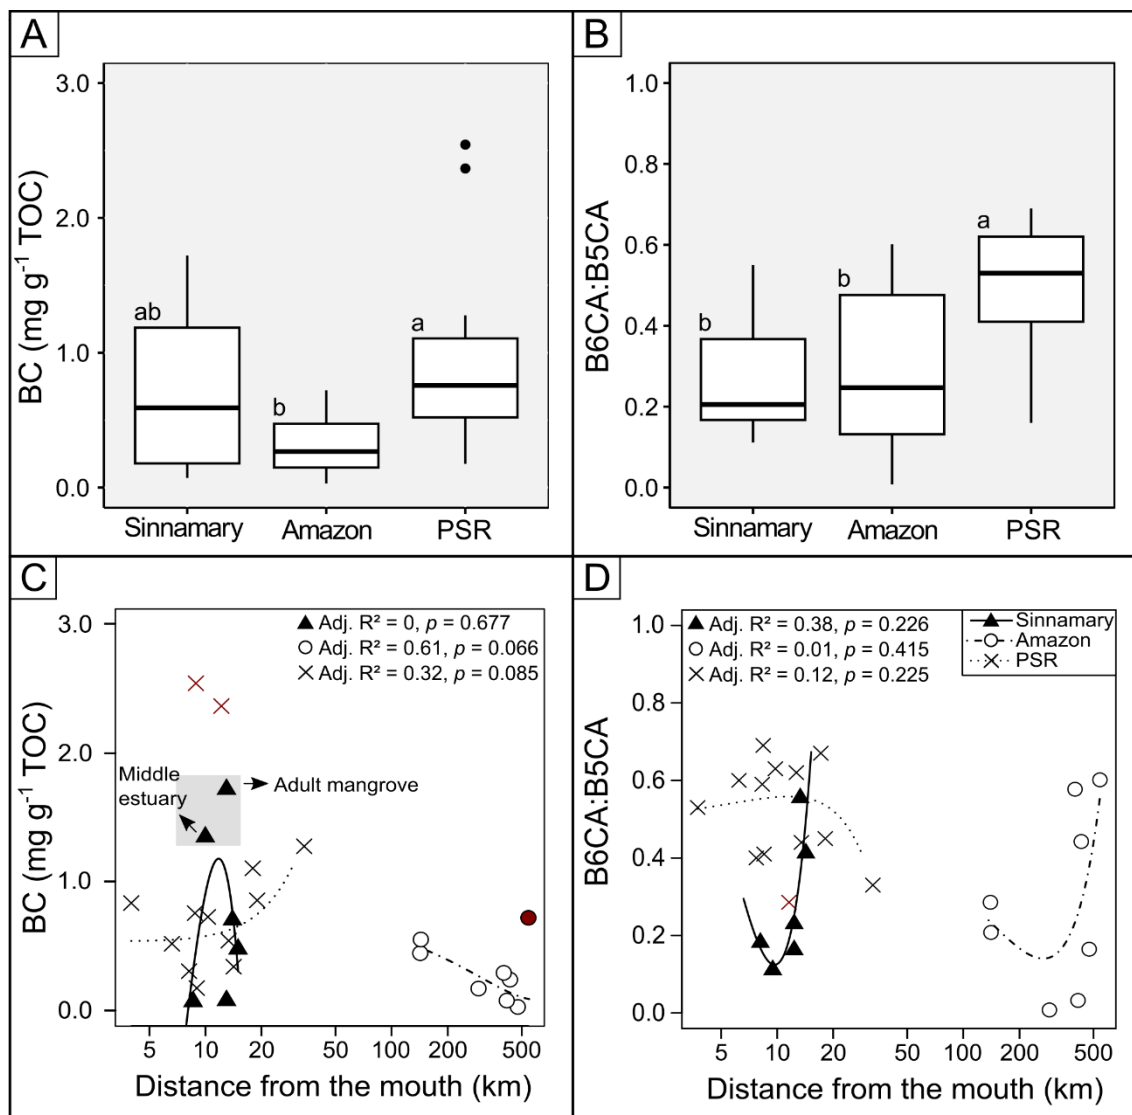 A
BC (mg g⁻¹ TOC)
3.0
2.0
1.0
0.0
ab
b
a
Sinnamary
Amazon
PSR
B
B6CA:B5CA
1.0
0.8
0.6
0.4
0.2
0.0
b
b
a
Sinnamary
Amazon
PSR
C
BC (mg g⁻¹ TOC)
3.0
2.0
1.0
0.0
Adj. R² = 0, p = 0.677
Adj. R² = 0.61, p = 0.066
Adj. R² = 0.32, p = 0.085
Middle
estuary
Adult mangrove
5 10 20 50 100 200 500
Distance from the mouth (km)
D
B6CA:B5CA
1.0
0.8
0.6
0.4
0.2
0.0
Adj. R² = 0.38, p = 0.226
Adj. R² = 0.01, p = 0.415
Adj. R² = 0.12, p = 0.225
Sinnamary
Amazon
PSR
5 10 20 50 100 200 500
Distance from the mouth (km)